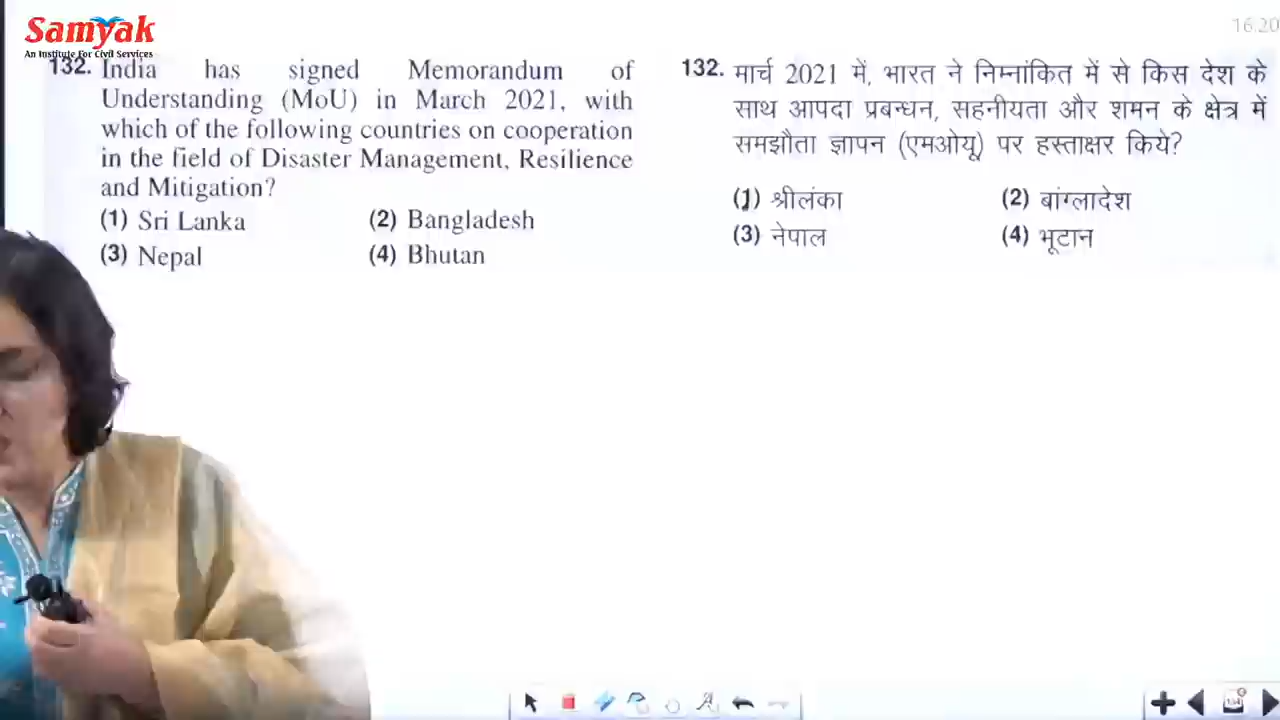 Samyak
An Institute For Civil Services
16.20
132. India has signed Memorandum of
Understanding (MoU) in March 2021, with
which of the following countries on cooperation
in the field of Disaster Management, Resilience
and Mitigation?
(1) Sri Lanka (2) Bangladesh
(3) Nepal (4) Bhutan
132. मार्च 2021 में, भारत ने निम्नांकित में से किस देश के
साथ आपदा प्रबन्धन, सहनीयता और शमन के क्षेत्र में
समझौता ज्ञापन (एमओयू) पर हस्ताक्षर किये?
(1) श्रीलंका (2) बांग्लादेश
(3) नेपाल (4) भूटान